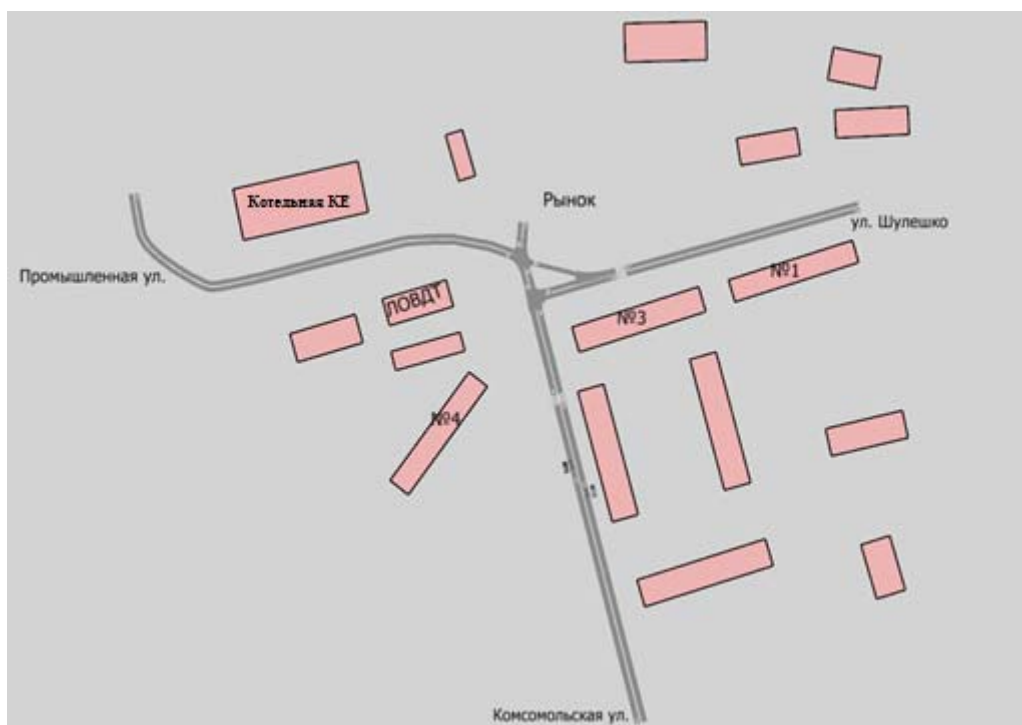 Котельная КЕ
Рынок
ул. Шулешко
Промышленная ул.
№1
ЛОВДТ
№3
№4
Комсомольская ул.